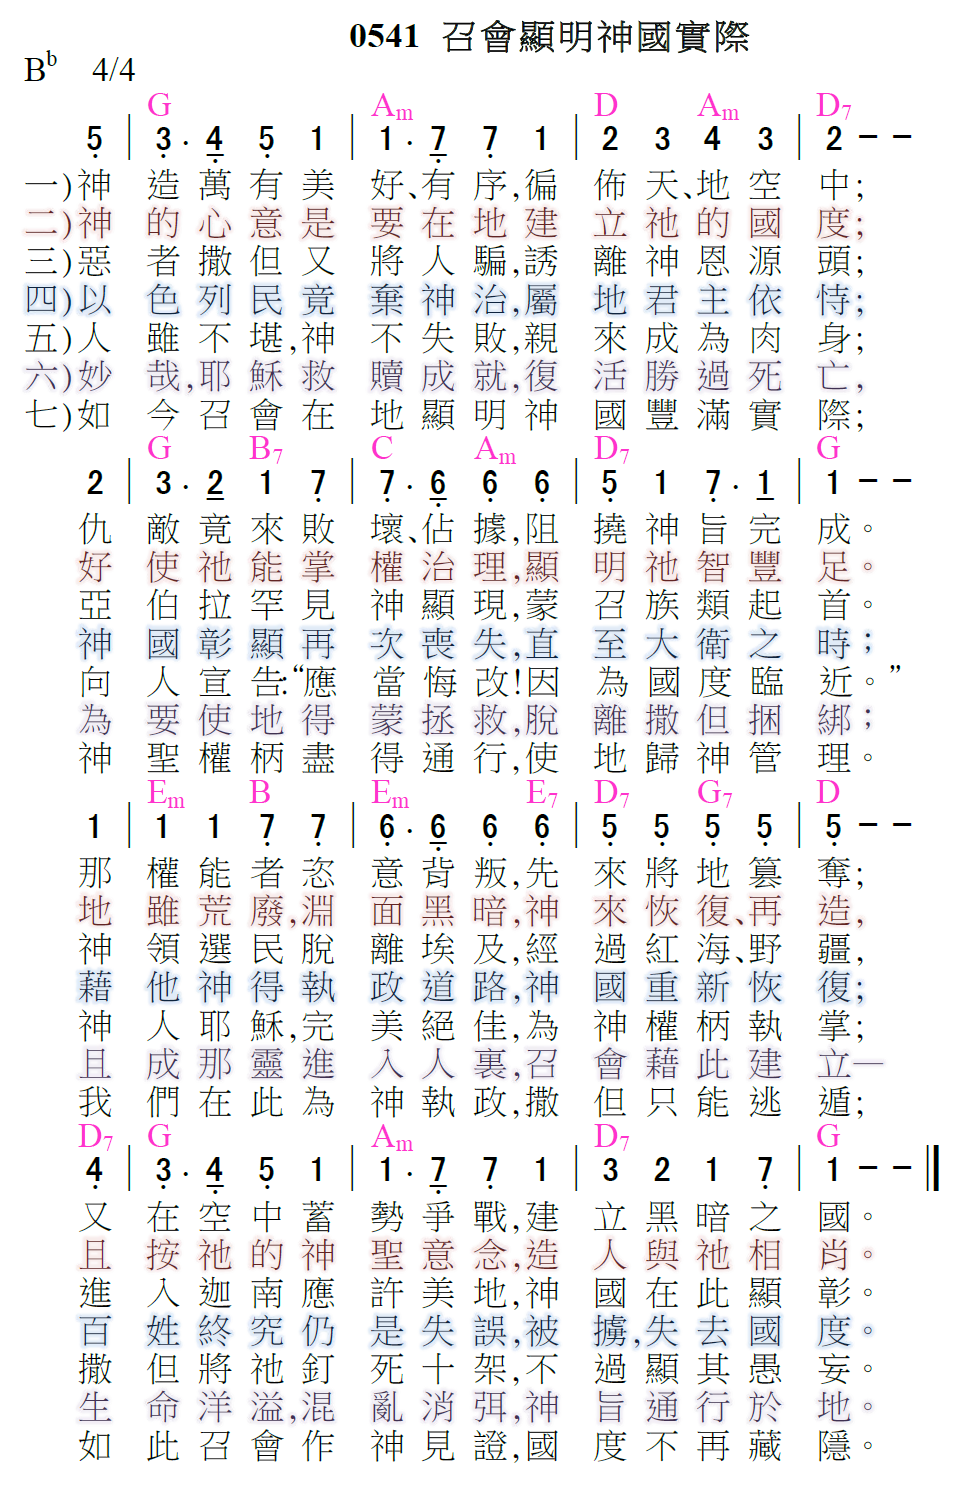 0541 召會顯明神國實際
Bb 4/4
G Am D Am D7
5 | 3 · 4 5 1 | 1 · 7 7 1 | 2 3 4 3 | 2 – –
一)神 造萬有美 好、有序,徧 佈天、地空 中;
二)神 的心意是 要在地建 立祂的國 度;
三)惡 者撒但又 將人騙,誘 離神恩源 頭;
四)以 色列民竟 棄神治,屬 地君主依 恃;
五)人 雖不堪,神 不失敗,親 來成為肉 身;
六)妙 哉,耶穌救 贖成就,復 活勝過死 亡,
七)如 今召會在 地顯明神 國豐滿實 際;
G B7 C Am D7 G
2 | 3 · 2 1 7 | 7 · 6 6 6 | 5 1 7 · 1 | 1 – –
仇 敵竟來敗 壞、佔據,阻 撓神旨完 成。
好 使祂能掌 權治理,顯 明祂智豐 足。
亞 伯拉罕見 神顯現,蒙 召族類起 首。
神 國彰顯再 次喪失,直 至大衛之 時;
向 人宣告:“應 當悔改!因 為國度臨 近。”
為 要使地得 蒙拯救,脫 離撒但捆 綁;
神 聖權柄盡 得通行,使 地歸神管 理。
Em B Em E7 D7 G7 D
1 | 1 1 7 7 | 6 · 6 6 6 | 5 5 5 5 | 5 – –
那 權能者恣 意背叛,先 來將地篡 奪;
地 雖荒廢,淵 面黑暗,神 來恢復、再 造,
神 領選民脫 離埃及,經 過紅海、野 疆,
藉 他神得執 政道路,神 國重新恢 復;
神 人耶穌,完 美絕佳,為 神權柄執 掌;
且 成那靈進 入人裏,召 會藉此建 立—
我 們在此為 神執政,撒 但只能逃 遁;
D7 G Am D7 G
4 | 3 · 4 5 1 | 1 · 7 7 1 | 3 2 1 7 | 1 – – ‖
又 在空中蓄 勢爭戰,建 立黑暗之 國。
且 按祂的神 聖意念,造 人與祂相 肖。
進 入迦南應 許美地,神 國在此顯 彰。
百 姓終究仍 是失誤,被 擄,失去國 度。
撒 但將祂釘 死十架,不 過顯其愚 妄。
生 命洋溢,混 亂消弭,神 旨通行於 地。
如 此召會作 神見證,國 度不再藏 隱。